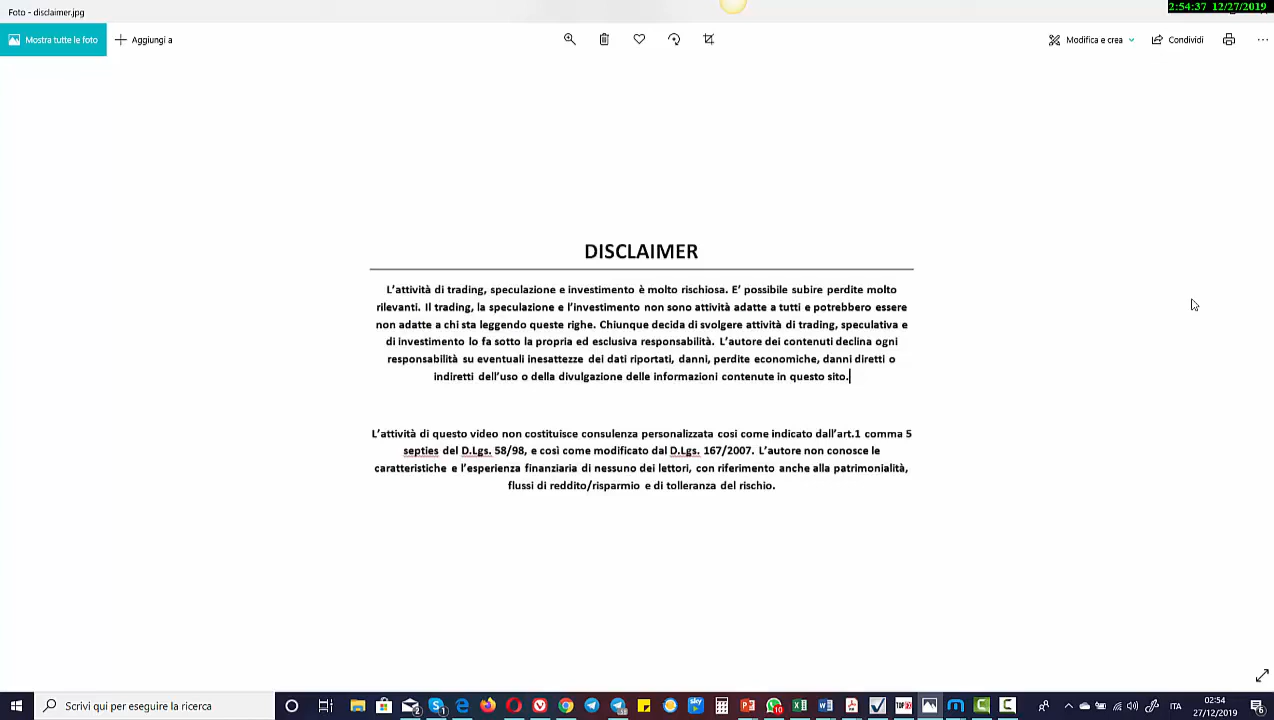 Foto - disclaimer.jpg
2:54:37 12/27/2019
Mostra tutte le foto
Aggiungi a
Modifica e crea
Condividi
DISCLAIMER
L'attività di trading, speculazione e investimento è molto rischiosa. E' possibile subire perdite molto
rilevanti. Il trading, la speculazione e l'investimento non sono attività adatte a tutti e potrebbero essere
non adatte a chi sta leggendo queste righe. Chiunque decida di svolgere attività di trading, speculativa e
di investimento lo fa sotto la propria ed esclusiva responsabilità. L'autore dei contenuti declina ogni
responsabilità su eventuali inesattezze dei dati riportati, danni, perdite economiche, danni diretti o
indiretti dell'uso o della divulgazione delle informazioni contenute in questo sito.
L'attività di questo video non costituisce consulenza personalizzata cosi come indicato dall'art.1 comma 5
septies del D.Lgs. 58/98, e così come modificato dal D.Lgs. 167/2007. L'autore non conosce le
caratteristiche e l'esperienza finanziaria di nessuno dei lettori, con riferimento anche alla patrimonialità,
flussi di reddito/risparmio e di tolleranza del rischio.
Scrivi qui per eseguire la ricerca
ITA
02:54
27/12/2019